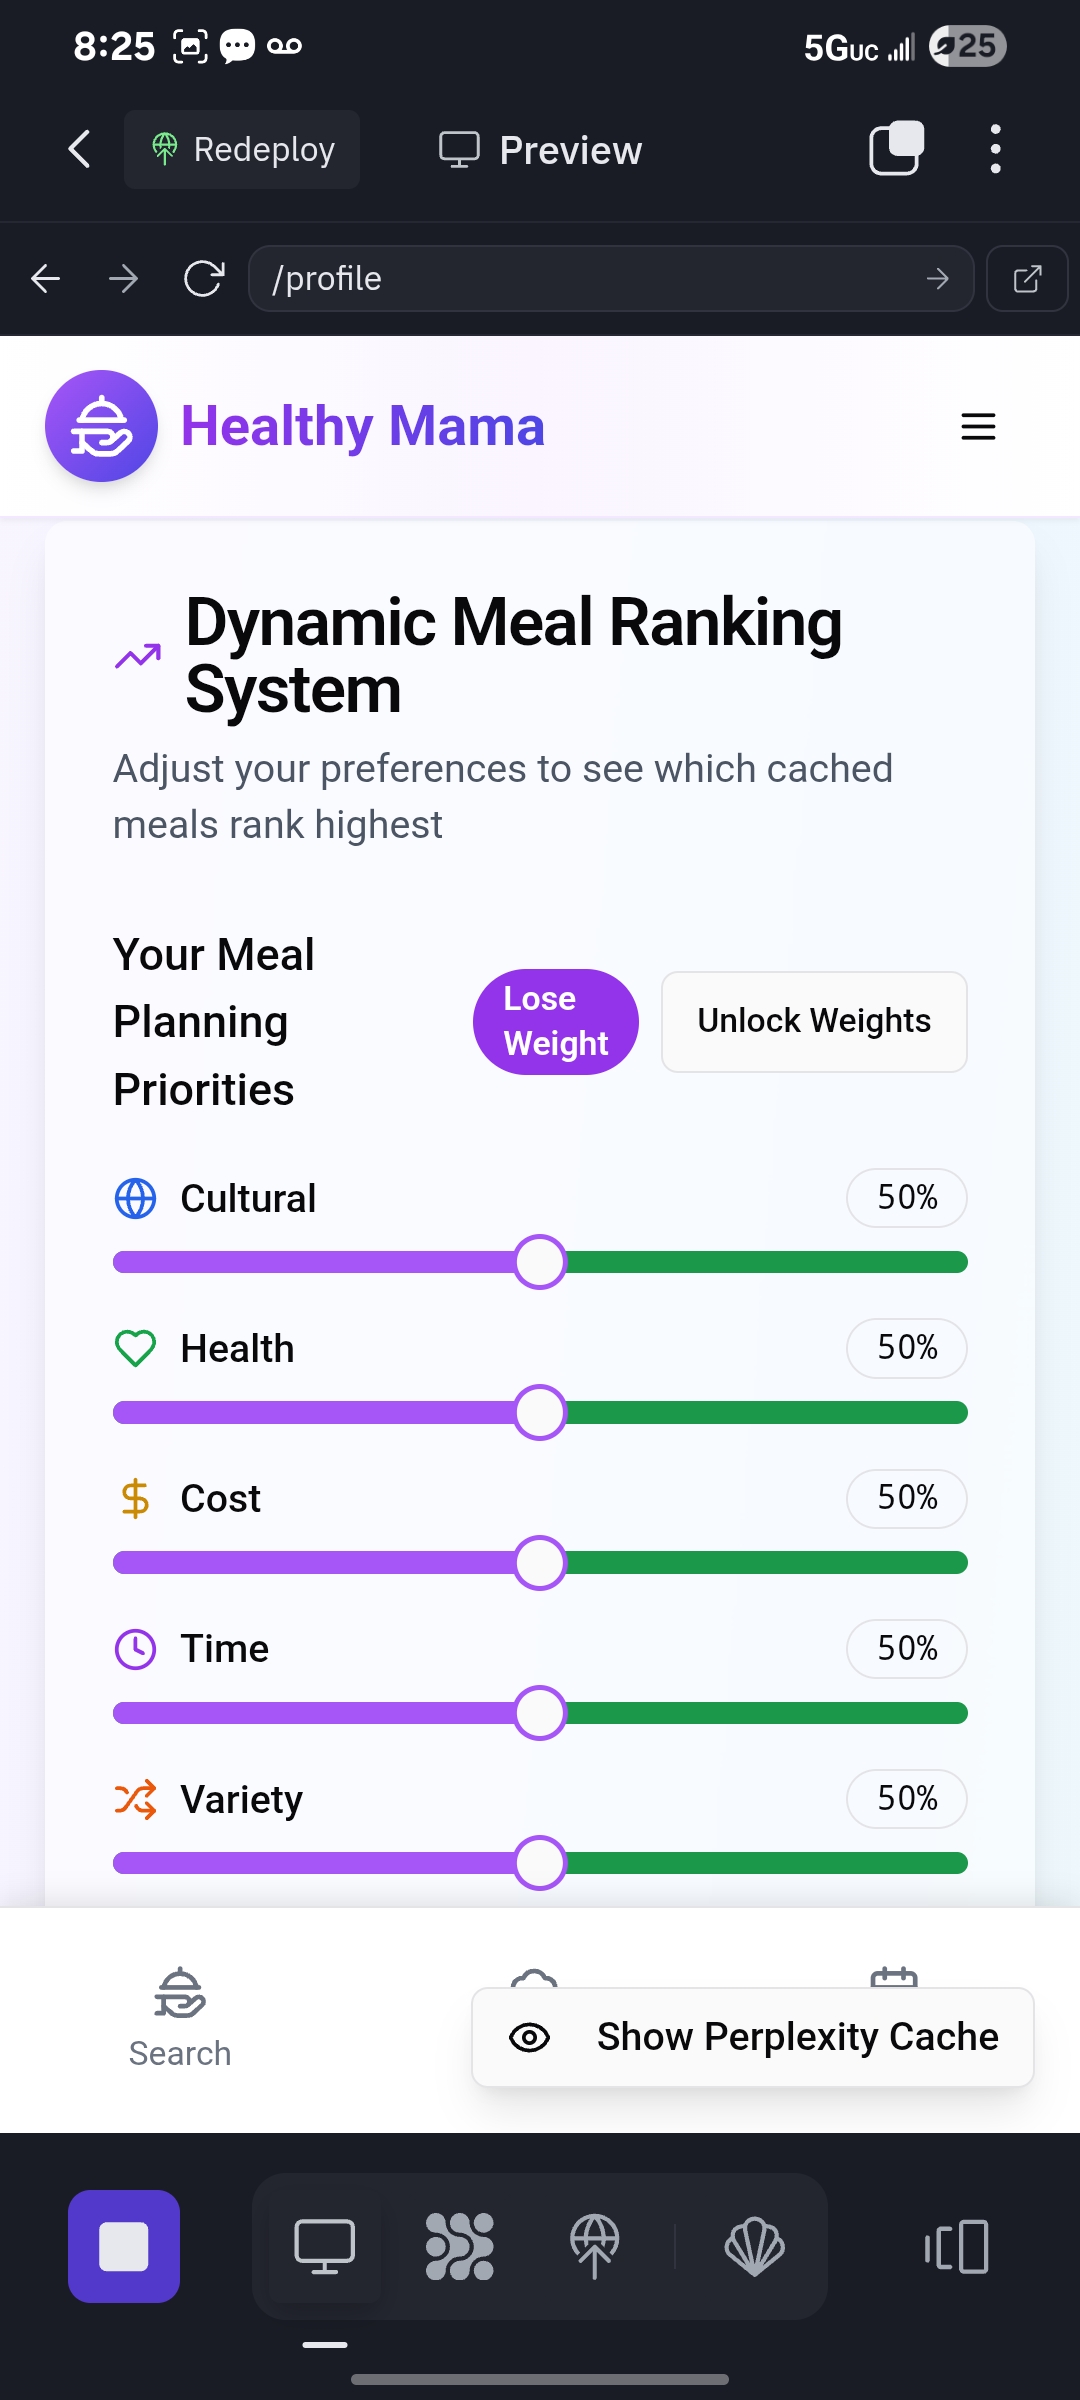 8:25
5GUC 25
Redeploy
Preview
/profile
Healthy Mama
Dynamic Meal Ranking
System
Adjust your preferences to see which cached
meals rank highest
Your Meal
Planning
Priorities
Lose
Weight
Unlock Weights
Cultural 50%
Health 50%
Cost 50%
Time 50%
Variety 50%
Search
Show Perplexity Cache